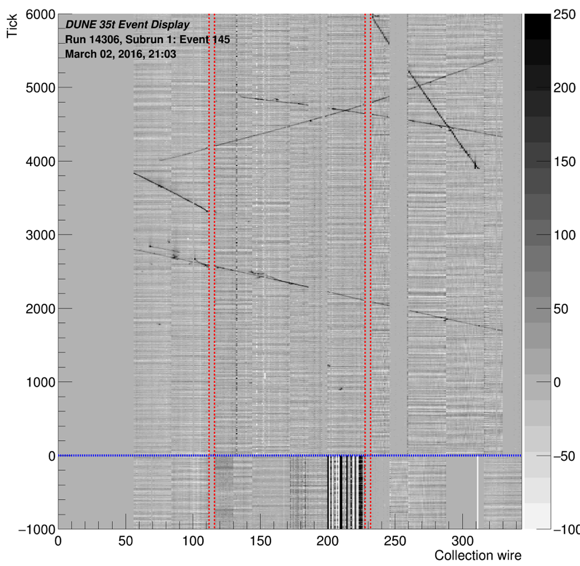 Tick
DUNE 35t Event Display
Run 14306, Subrun 1: Event 145
March 02, 2016, 21:03
6000
5000
4000
3000
2000
1000
0
−1000
0 50 100 150 200 250 300
Collection wire
250
200
150
100
50
0
−50
−100